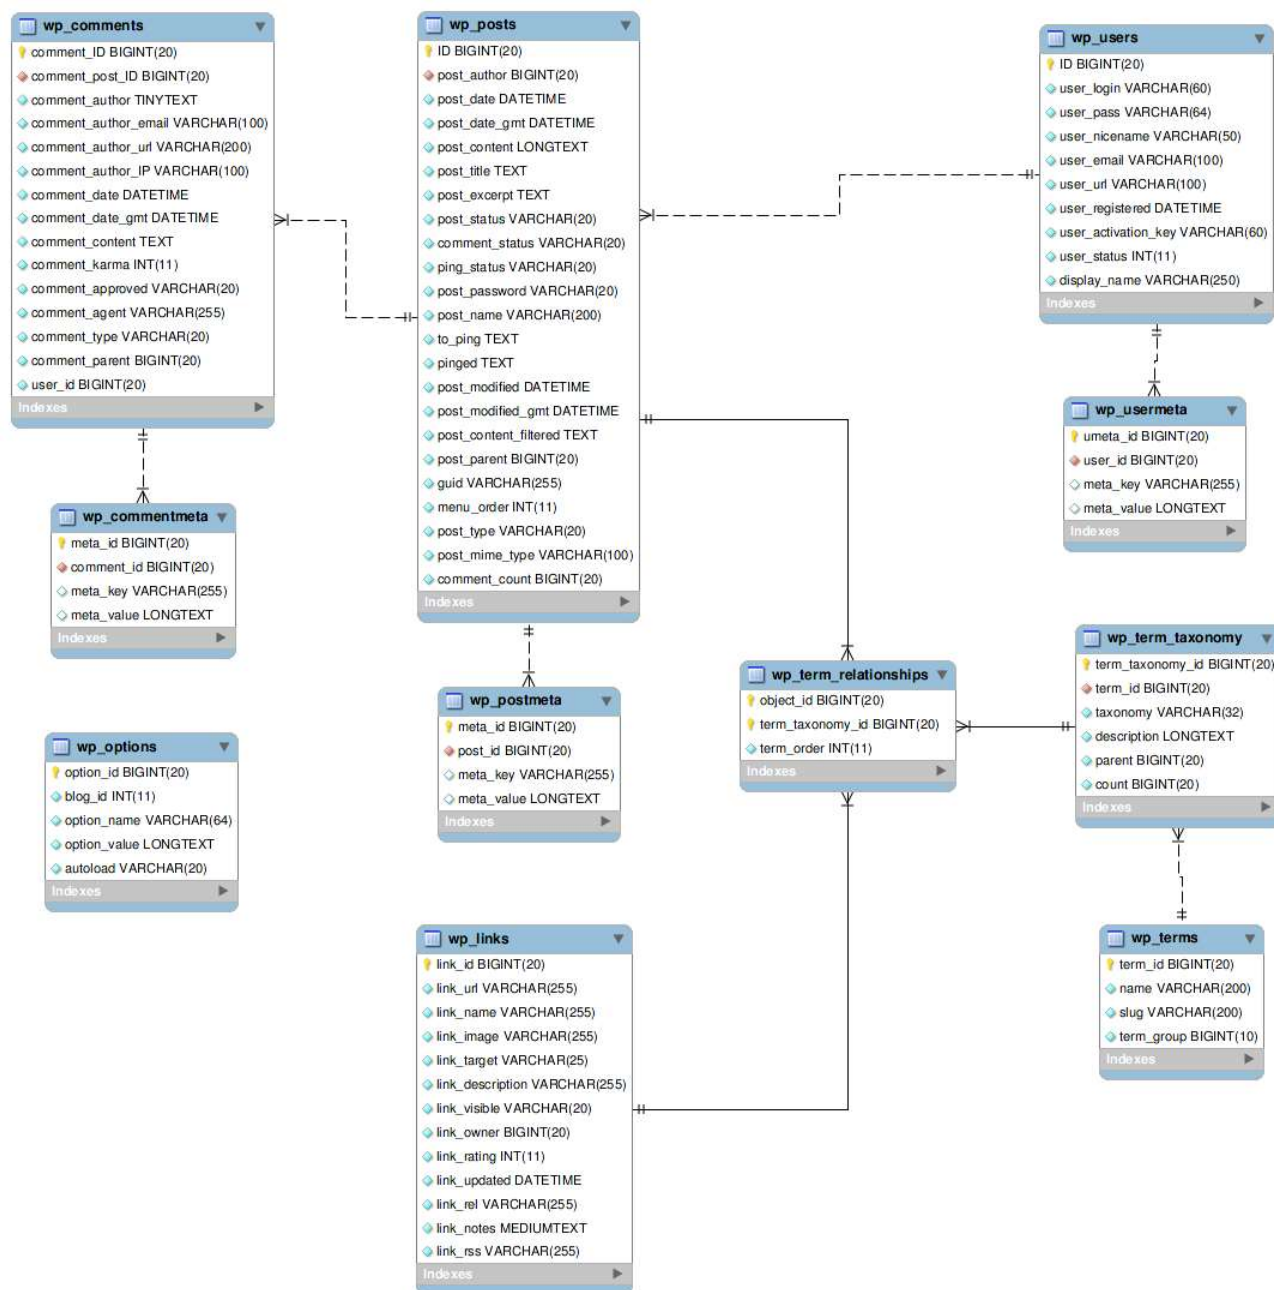 wp_comments
comment_ID BIGINT(20)
comment_post_ID BIGINT(20)
comment_author TINYTEXT
comment_author_email VARCHAR(100)
comment_author_url VARCHAR(200)
comment_author_IP VARCHAR(100)
comment_date DATETIME
comment_date_gmt DATETIME
comment_content TEXT
comment_karma INT(11)
comment_approved VARCHAR(20)
comment_agent VARCHAR(255)
comment_type VARCHAR(20)
comment_parent BIGINT(20)
user_id BIGINT(20)
Indexes
wp_posts
ID BIGINT(20)
post_author BIGINT(20)
post_date DATETIME
post_date_gmt DATETIME
post_content LONGTEXT
post_title TEXT
post_excerpt TEXT
post_status VARCHAR(20)
comment_status VARCHAR(20)
ping_status VARCHAR(20)
post_password VARCHAR(20)
post_name VARCHAR(200)
to_ping TEXT
pinged TEXT
post_modified DATETIME
post_modified_gmt DATETIME
post_content_filtered TEXT
post_parent BIGINT(20)
guid VARCHAR(255)
menu_order INT(11)
post_type VARCHAR(20)
post_mime_type VARCHAR(100)
comment_count BIGINT(20)
Indexes
wp_users
ID BIGINT(20)
user_login VARCHAR(60)
user_pass VARCHAR(64)
user_nicename VARCHAR(50)
user_email VARCHAR(100)
user_url VARCHAR(100)
user_registered DATETIME
user_activation_key VARCHAR(60)
user_status INT(11)
display_name VARCHAR(250)
Indexes
wp_usermeta
umeta_id BIGINT(20)
user_id BIGINT(20)
meta_key VARCHAR(255)
meta_value LONGTEXT
Indexes
wp_commentmeta
meta_id BIGINT(20)
comment_id BIGINT(20)
meta_key VARCHAR(255)
meta_value LONGTEXT
Indexes
wp_postmeta
meta_id BIGINT(20)
post_id BIGINT(20)
meta_key VARCHAR(255)
meta_value LONGTEXT
Indexes
wp_term_relationships
object_id BIGINT(20)
term_taxonomy_id BIGINT(20)
term_order INT(11)
Indexes
wp_term_taxonomy
term_taxonomy_id BIGINT(20)
term_id BIGINT(20)
taxonomy VARCHAR(32)
description LONGTEXT
parent BIGINT(20)
count BIGINT(20)
Indexes
wp_options
option_id BIGINT(20)
blog_id INT(11)
option_name VARCHAR(64)
option_value LONGTEXT
autoload VARCHAR(20)
Indexes
wp_links
link_id BIGINT(20)
link_url VARCHAR(255)
link_name VARCHAR(255)
link_image VARCHAR(255)
link_target VARCHAR(25)
link_description VARCHAR(255)
link_visible VARCHAR(20)
link_owner BIGINT(20)
link_rating INT(11)
link_updated DATETIME
link_rel VARCHAR(255)
link_notes MEDIUMTEXT
link_rss VARCHAR(255)
Indexes
wp_terms
term_id BIGINT(20)
name VARCHAR(200)
slug VARCHAR(200)
term_group BIGINT(10)
Indexes